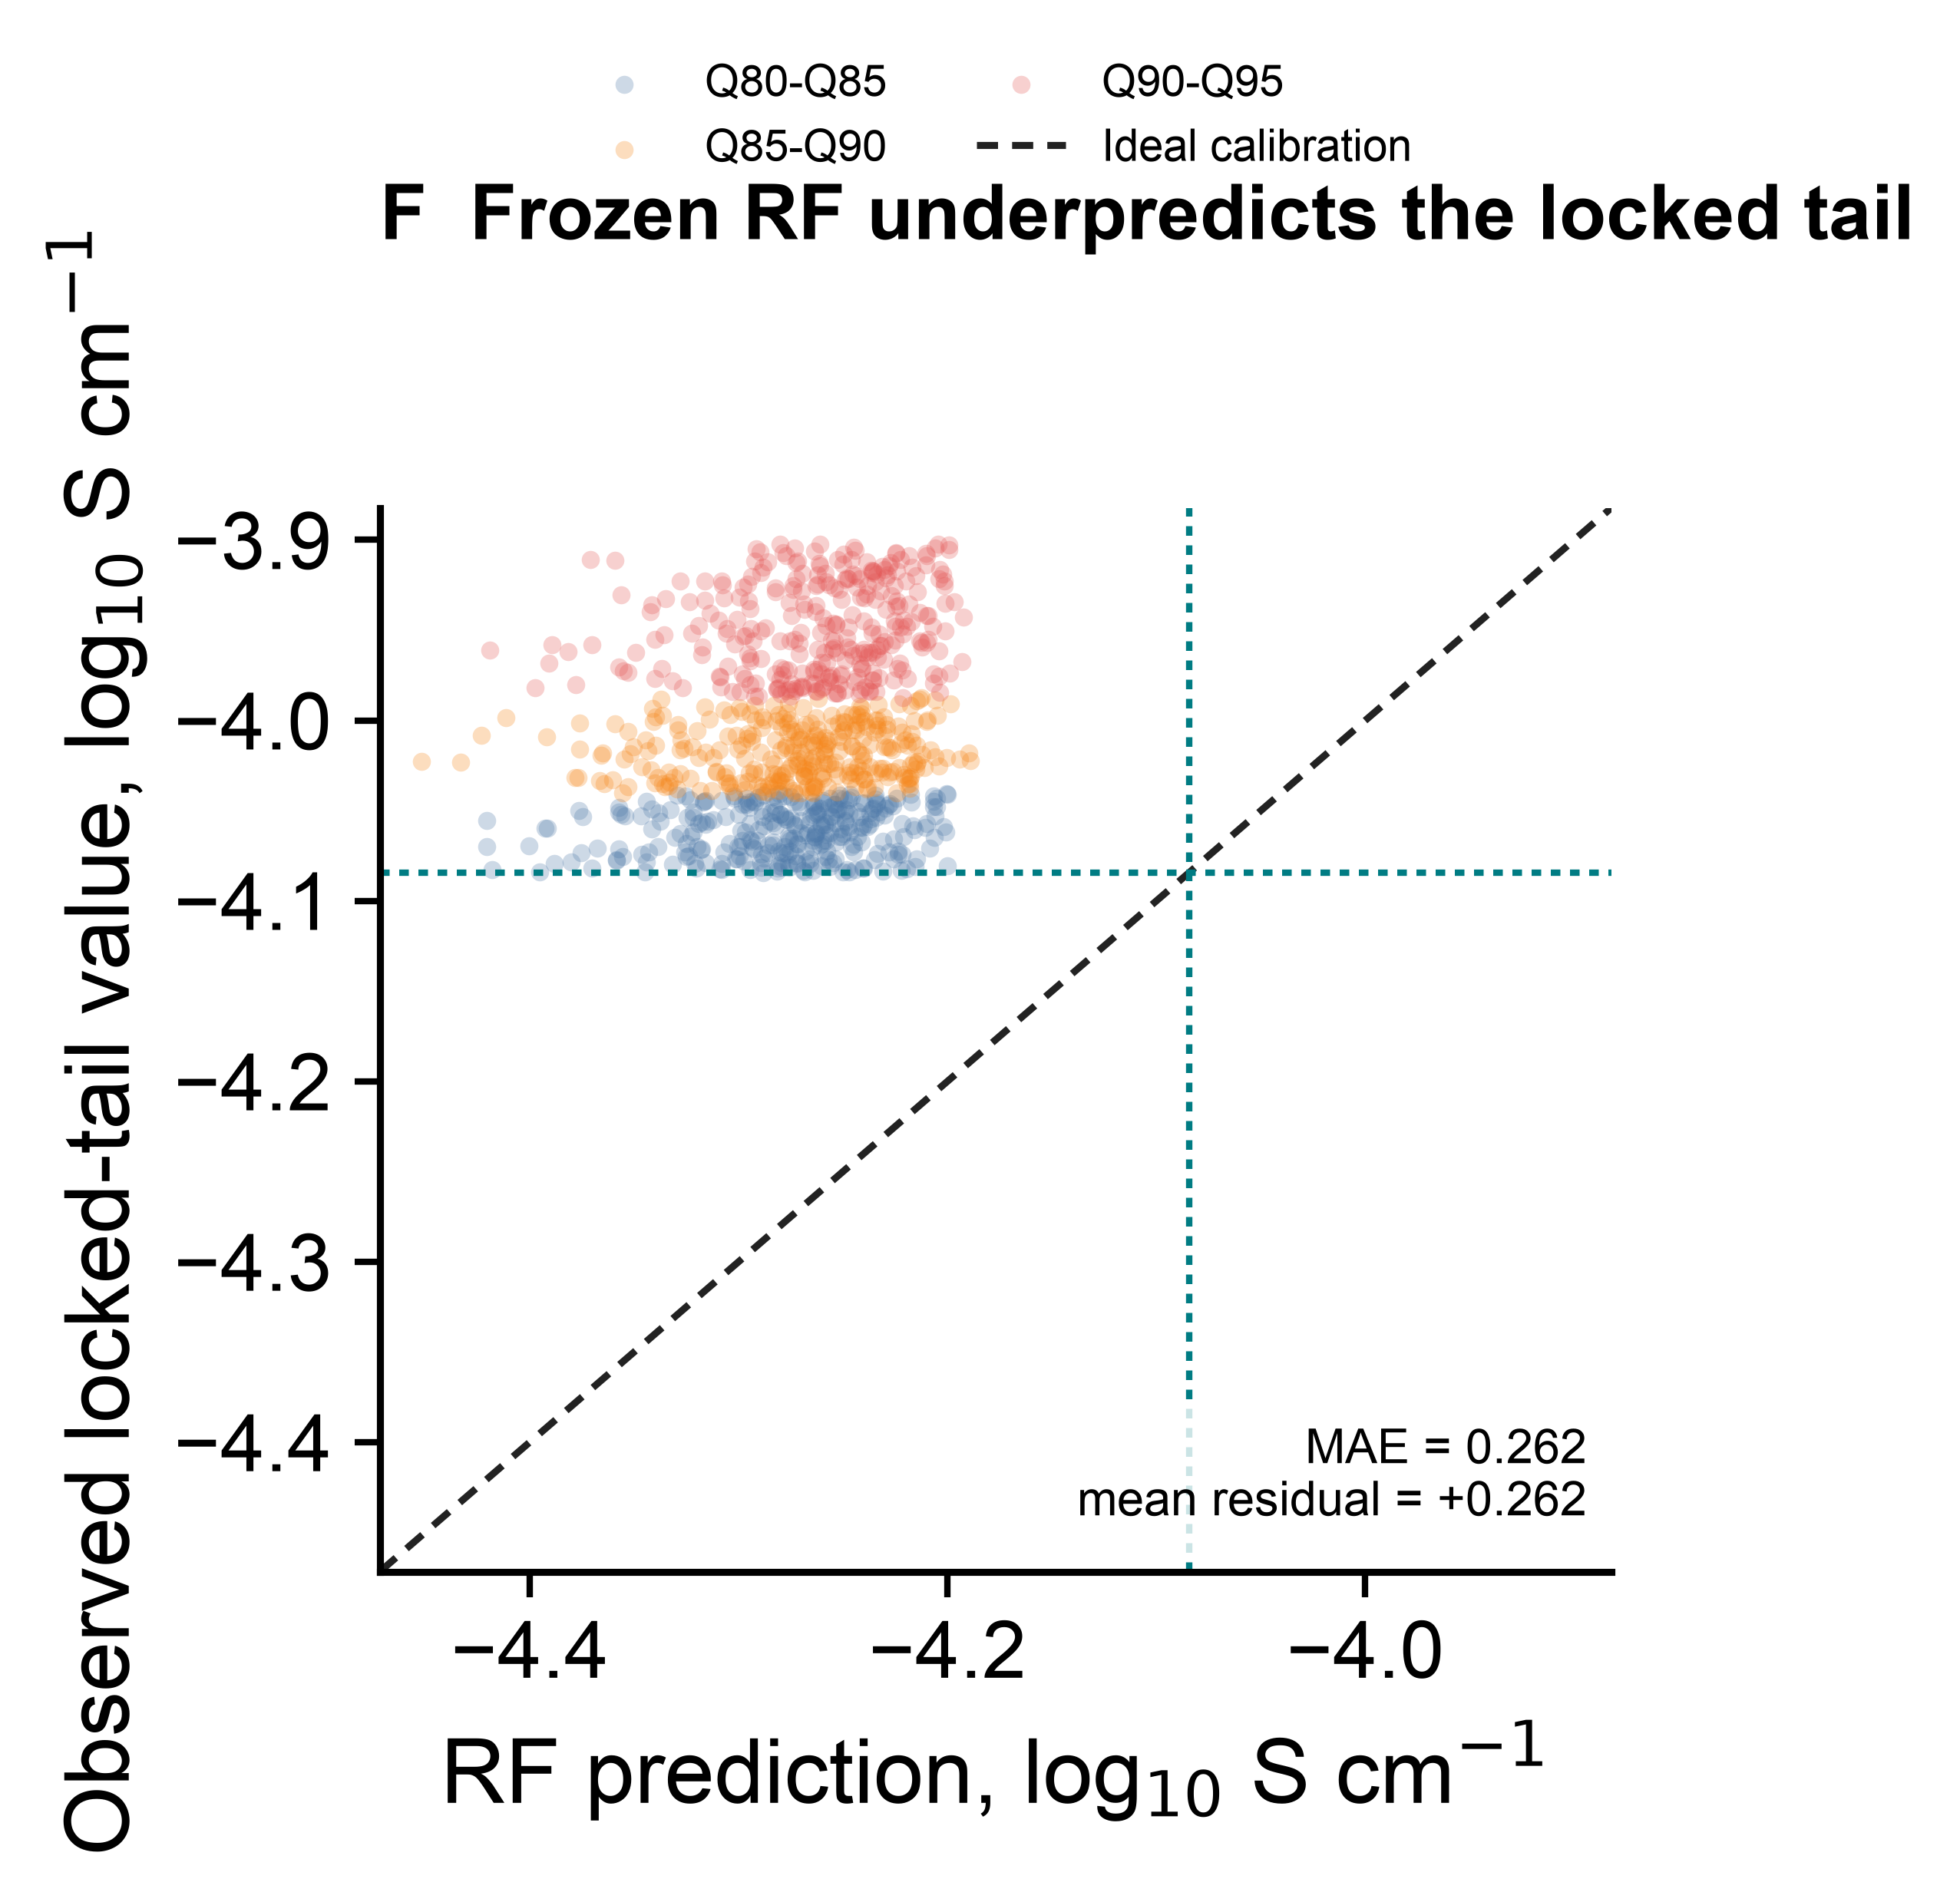 Q80-Q85
Q85-Q90
Q90-Q95
Ideal calibration
F Frozen RF underpredicts the locked tail
Observed locked-tail value, log₁₀ S cm⁻¹
−3.9
−4.0
−4.1
−4.2
−4.3
−4.4
MAE = 0.262
mean residual = +0.262
−4.4
−4.2
−4.0
RF prediction, log₁₀ S cm⁻¹